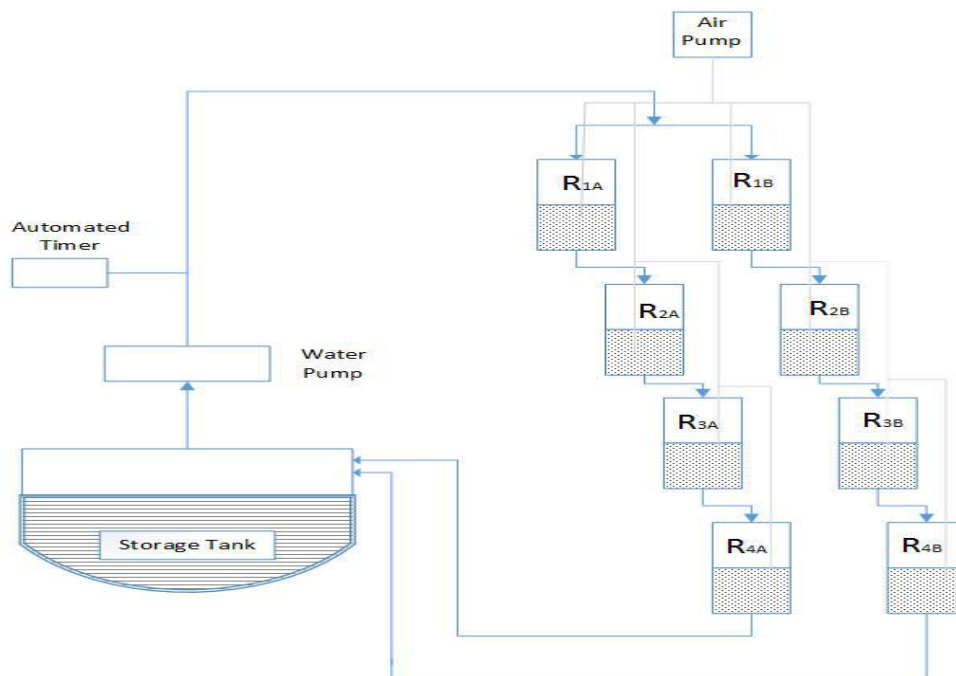 Air
Pump
R1A
R1B
Automated
Timer
R2A
R2B
Water
Pump
R3A
R3B
Storage Tank
R4A
R4B